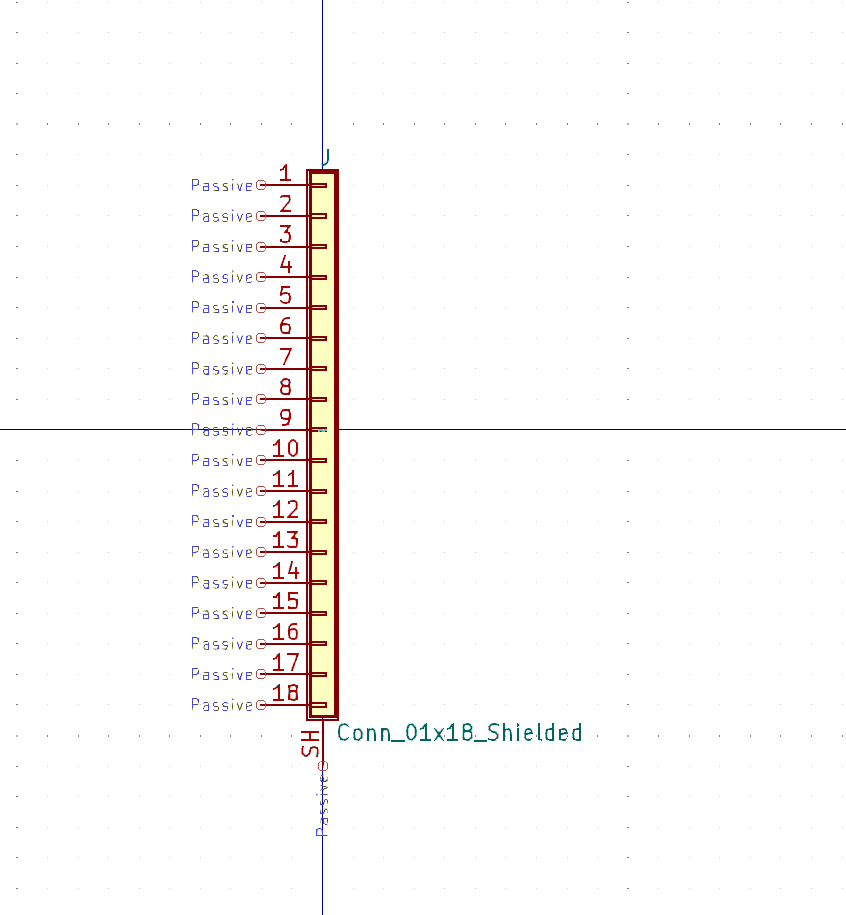 J
Passive 1
Passive 2
Passive 3
Passive 4
Passive 5
Passive 6
Passive 7
Passive 8
Passive 9
Passive 10
Passive 11
Passive 12
Passive 13
Passive 14
Passive 15
Passive 16
Passive 17
Passive 18
SH
Conn_01x18_Shielded
Passive